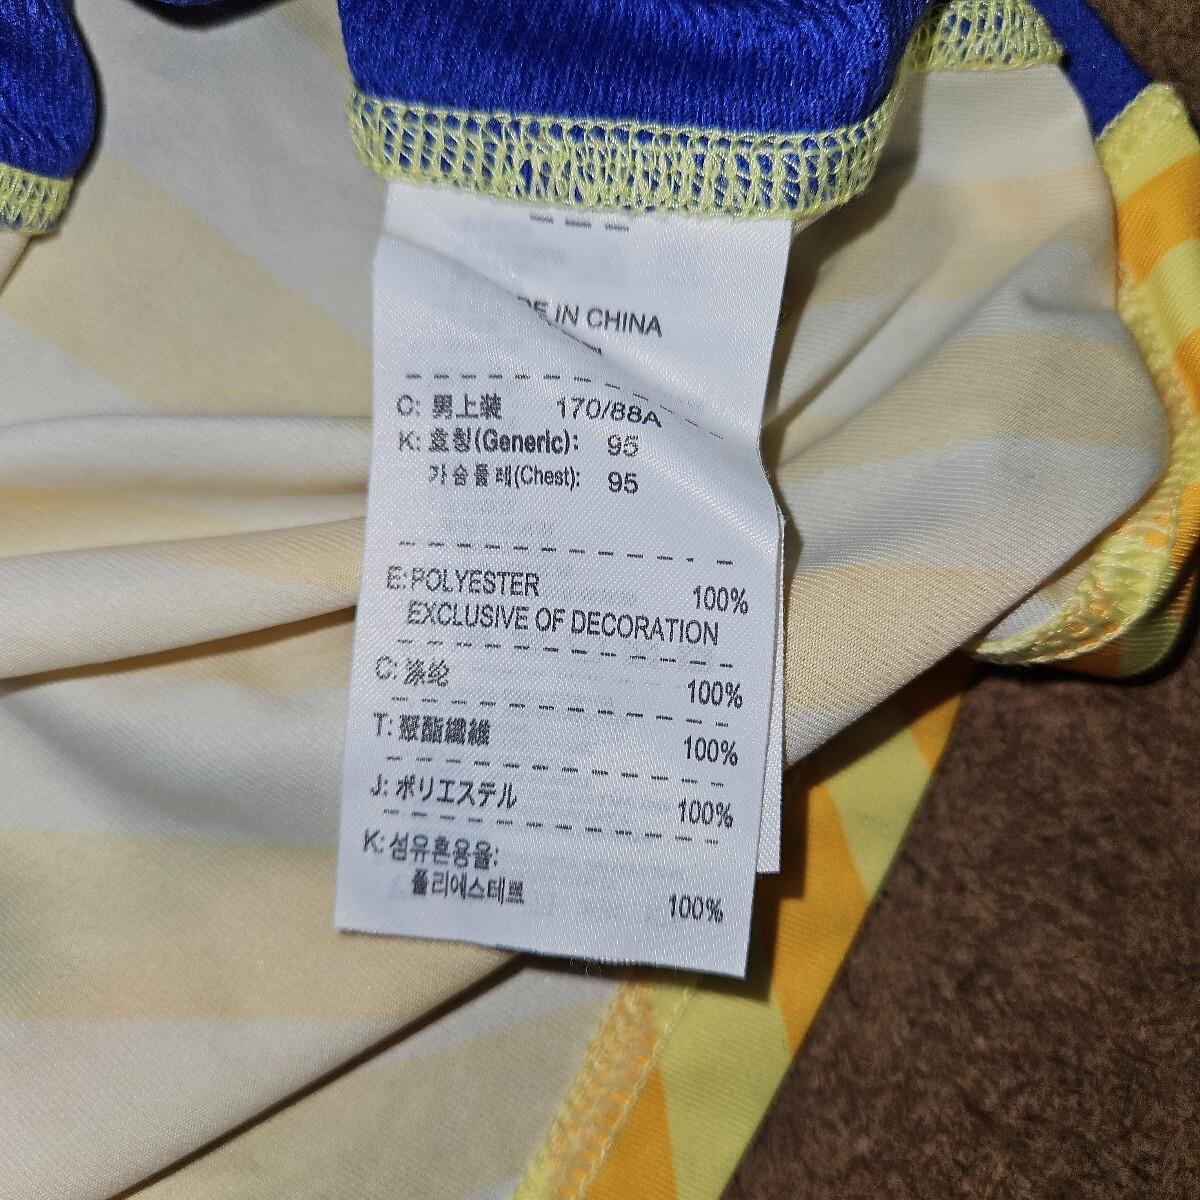 DE IN CHINA
C: 男上装 170/88A
K: 호칭(Generic): 95
가슴둘레(Chest): 95
E:POLYESTER 100%
EXCLUSIVE OF DECORATION
C: 涤纶 100%
T: 聚酯纖維 100%
J: ポリエステル 100%
K: 섬유혼용율:
폴리에스테르 100%